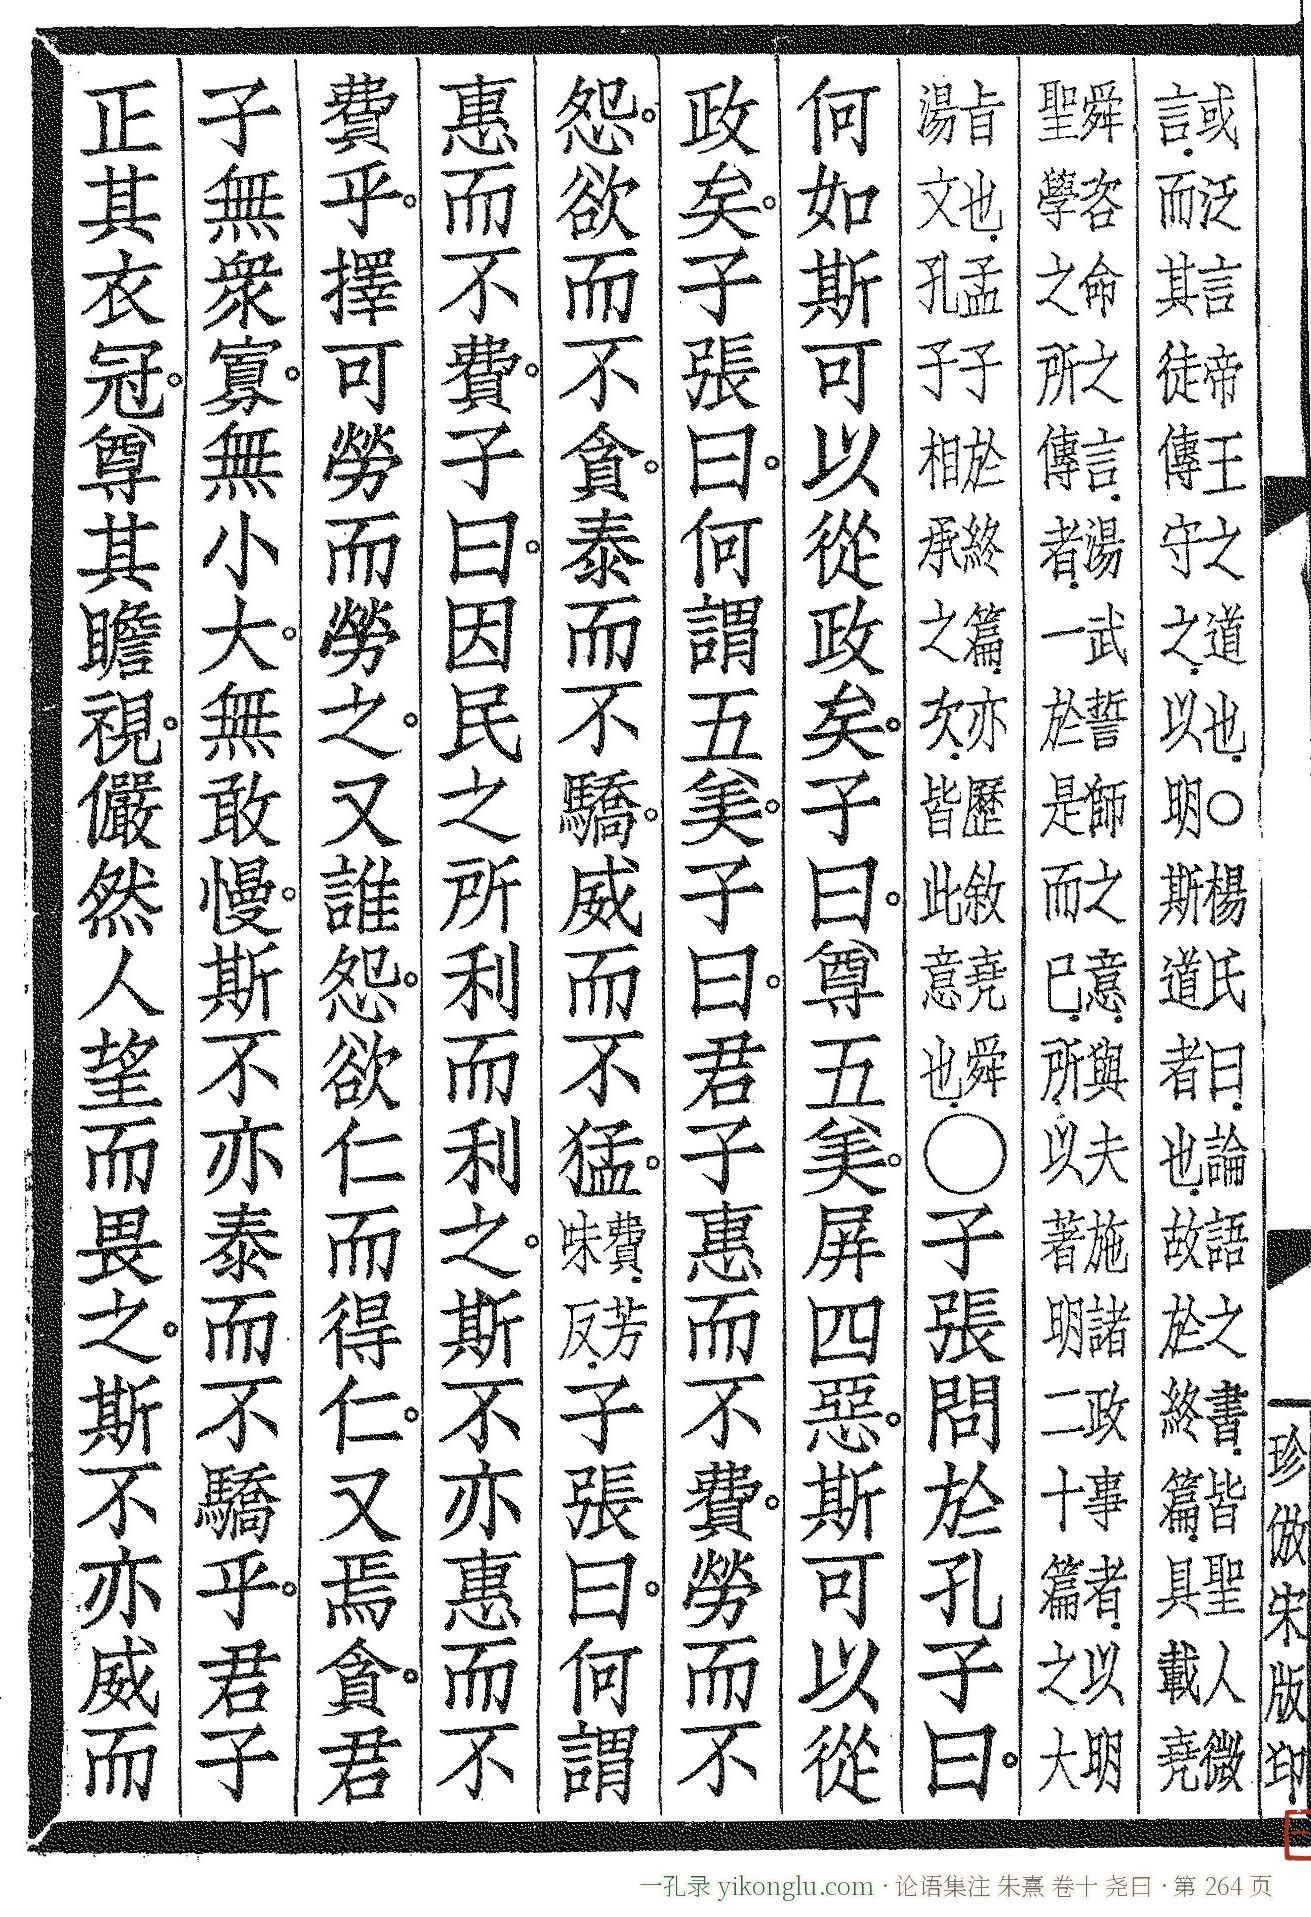 珍倣宋版印
或泛言帝王之道也.○楊氏曰.論語之書.皆聖人微
言.而其徒傳守之.以明斯道者也.故於終篇.具載堯
舜咨命之言.湯武誓師之意.與夫施諸政事者.以明
聖學之所傳者.一於是而已.所以著明二十篇之大
旨也.孟子於終篇.亦歷敘堯舜
湯文孔子相承之次.皆此意也.
○子張問於孔子曰。
何如斯可以從政矣。子曰。尊五美。屏四惡。斯可以從
政矣。子張曰。何謂五美。子曰。君子惠而不費。勞而不
怨。欲而不貪。泰而不驕。威而不猛。費.芳味反.子張曰。何謂
惠而不費。子曰。因民之所利而利之。斯不亦惠而不
費乎。擇可勞而勞之。又誰怨。欲仁而得仁。又焉貪。君
子無衆寡。無小大。無敢慢。斯不亦泰而不驕乎。君子
正其衣冠。尊其瞻視。儼然人望而畏之。斯不亦威而
一孔录 yikonglu.com · 论语集注 朱熹 卷十 尧曰 · 第 264 页